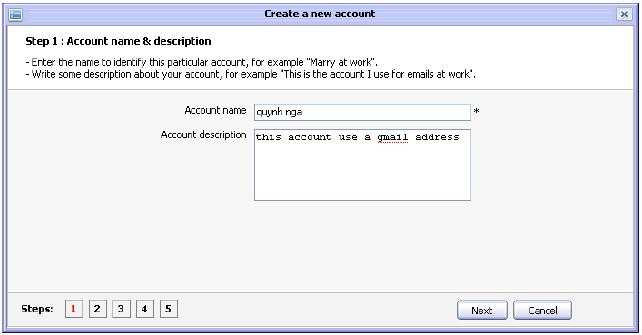 Create a new account
Step 1 : Account name & description
- Enter the name to identify this particular account, for example "Marry at work".
- Write some description about your account, for example "This is the account I use for emails at work".
Account name quynh nga *
Account description this account use a gmail address
Steps: 1 2 3 4 5 Next Cancel